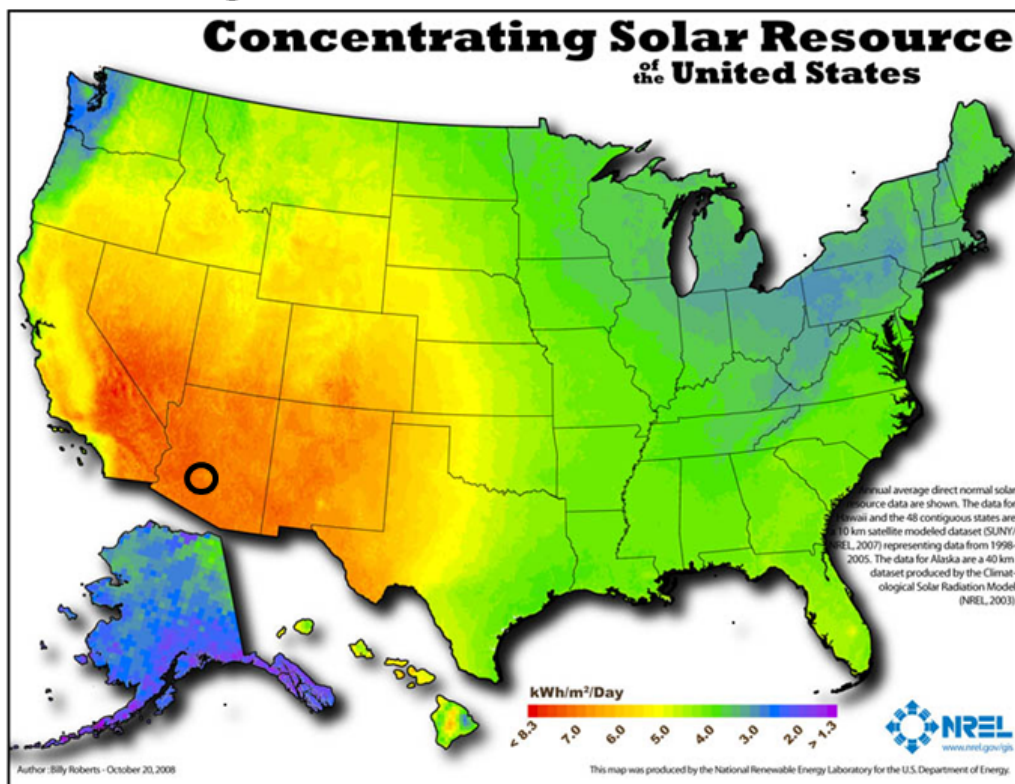 Concentrating Solar Resource
of
the United States
Annual average direct normal solar
resource data are shown. The data for
Hawaii and the 48 contiguous states are
a 10 km satellite modeled dataset (SUNY/
NREL, 2007) representing data from 1998-
2005. The data for Alaska are a 40 km
dataset produced by the Climat-
ological Solar Radiation Model
(NREL, 2003).
kWh/m²/Day
< 8.3
7.0
6.0
5.0
4.0
3.0
2.0
> 1.3
NREL
www.nrel.gov/gis
Author : Billy Roberts - October 20, 2008
This map was produced by the National Renewable Energy Laboratory for the U.S. Department of Energy.